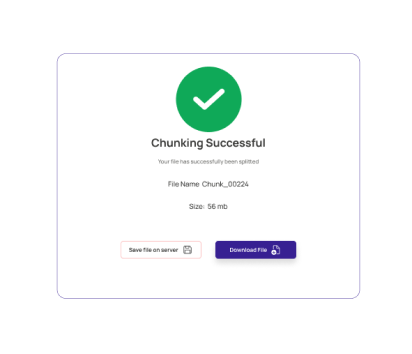 Chunking Successful
Your file has successfully been splitted
File Name Chunk_00224
Size: 56 mb
Save file on server
Download File